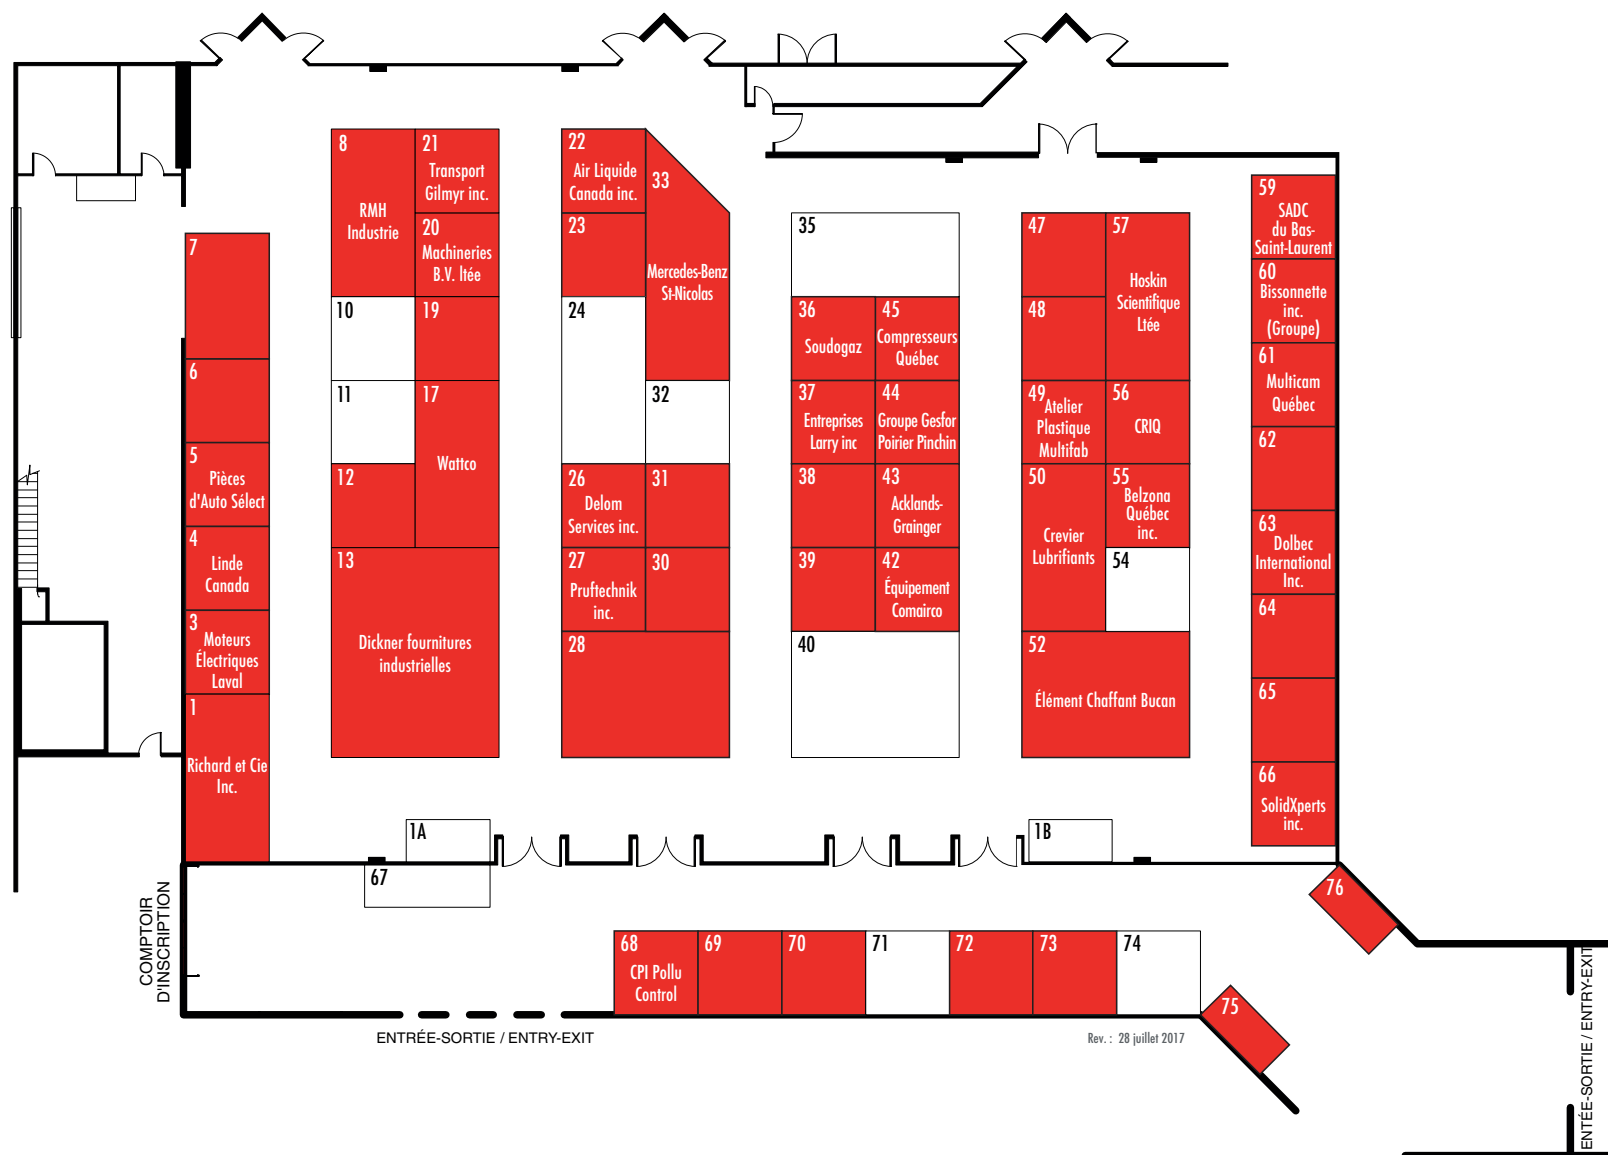 7
6
5
Pièces
d'Auto Sélect
4
Linde
Canada
3
Moteurs
Électriques
Laval
1
Richard et Cie
Inc.
8
RMH
Industrie
21
Transport
Gilmyr inc.
20
Machineries
B.V. ltée
10
19
11
17
Wattco
12
13
Dickner fournitures
industrielles
22
Air Liquide
Canada inc.
33
Mercedes-Benz
St-Nicolas
23
24
32
26
Delom
Services inc.
31
27
Pruftechnik
inc.
30
28
35
36
Soudogaz
45
Compresseurs
Québec
37
Entreprises
Larry inc
44
Groupe Gesfor
Poirier Pinchin
38
43
Acklands-
Grainger
39
42
Équipement
Comairco
40
47
57
Hoskin
Scientifique
Ltée
48
49
Atelier
Plastique
Multifab
56
CRIQ
50
Crevier
Lubrifiants
55
Belzona
Québec
inc.
54
52
Élément Chaffant Bucan
59
SADC
du Bas-
Saint-Laurent
60
Bissonnette
inc.
(Groupe)
61
Multicam
Québec
62
63
Dolbec
International
Inc.
64
65
66
SolidXperts
inc.
1A
1B
67
76
COMPTOIR
D'INSCRIPTION
68
CPI Pollu
Control
69
70
71
72
73
74
75
ENTRÉE-SORTIE / ENTRY-EXIT
Rev. : 28 juillet 2017
ENTÉE-SORTIE / ENTRY-EXIT